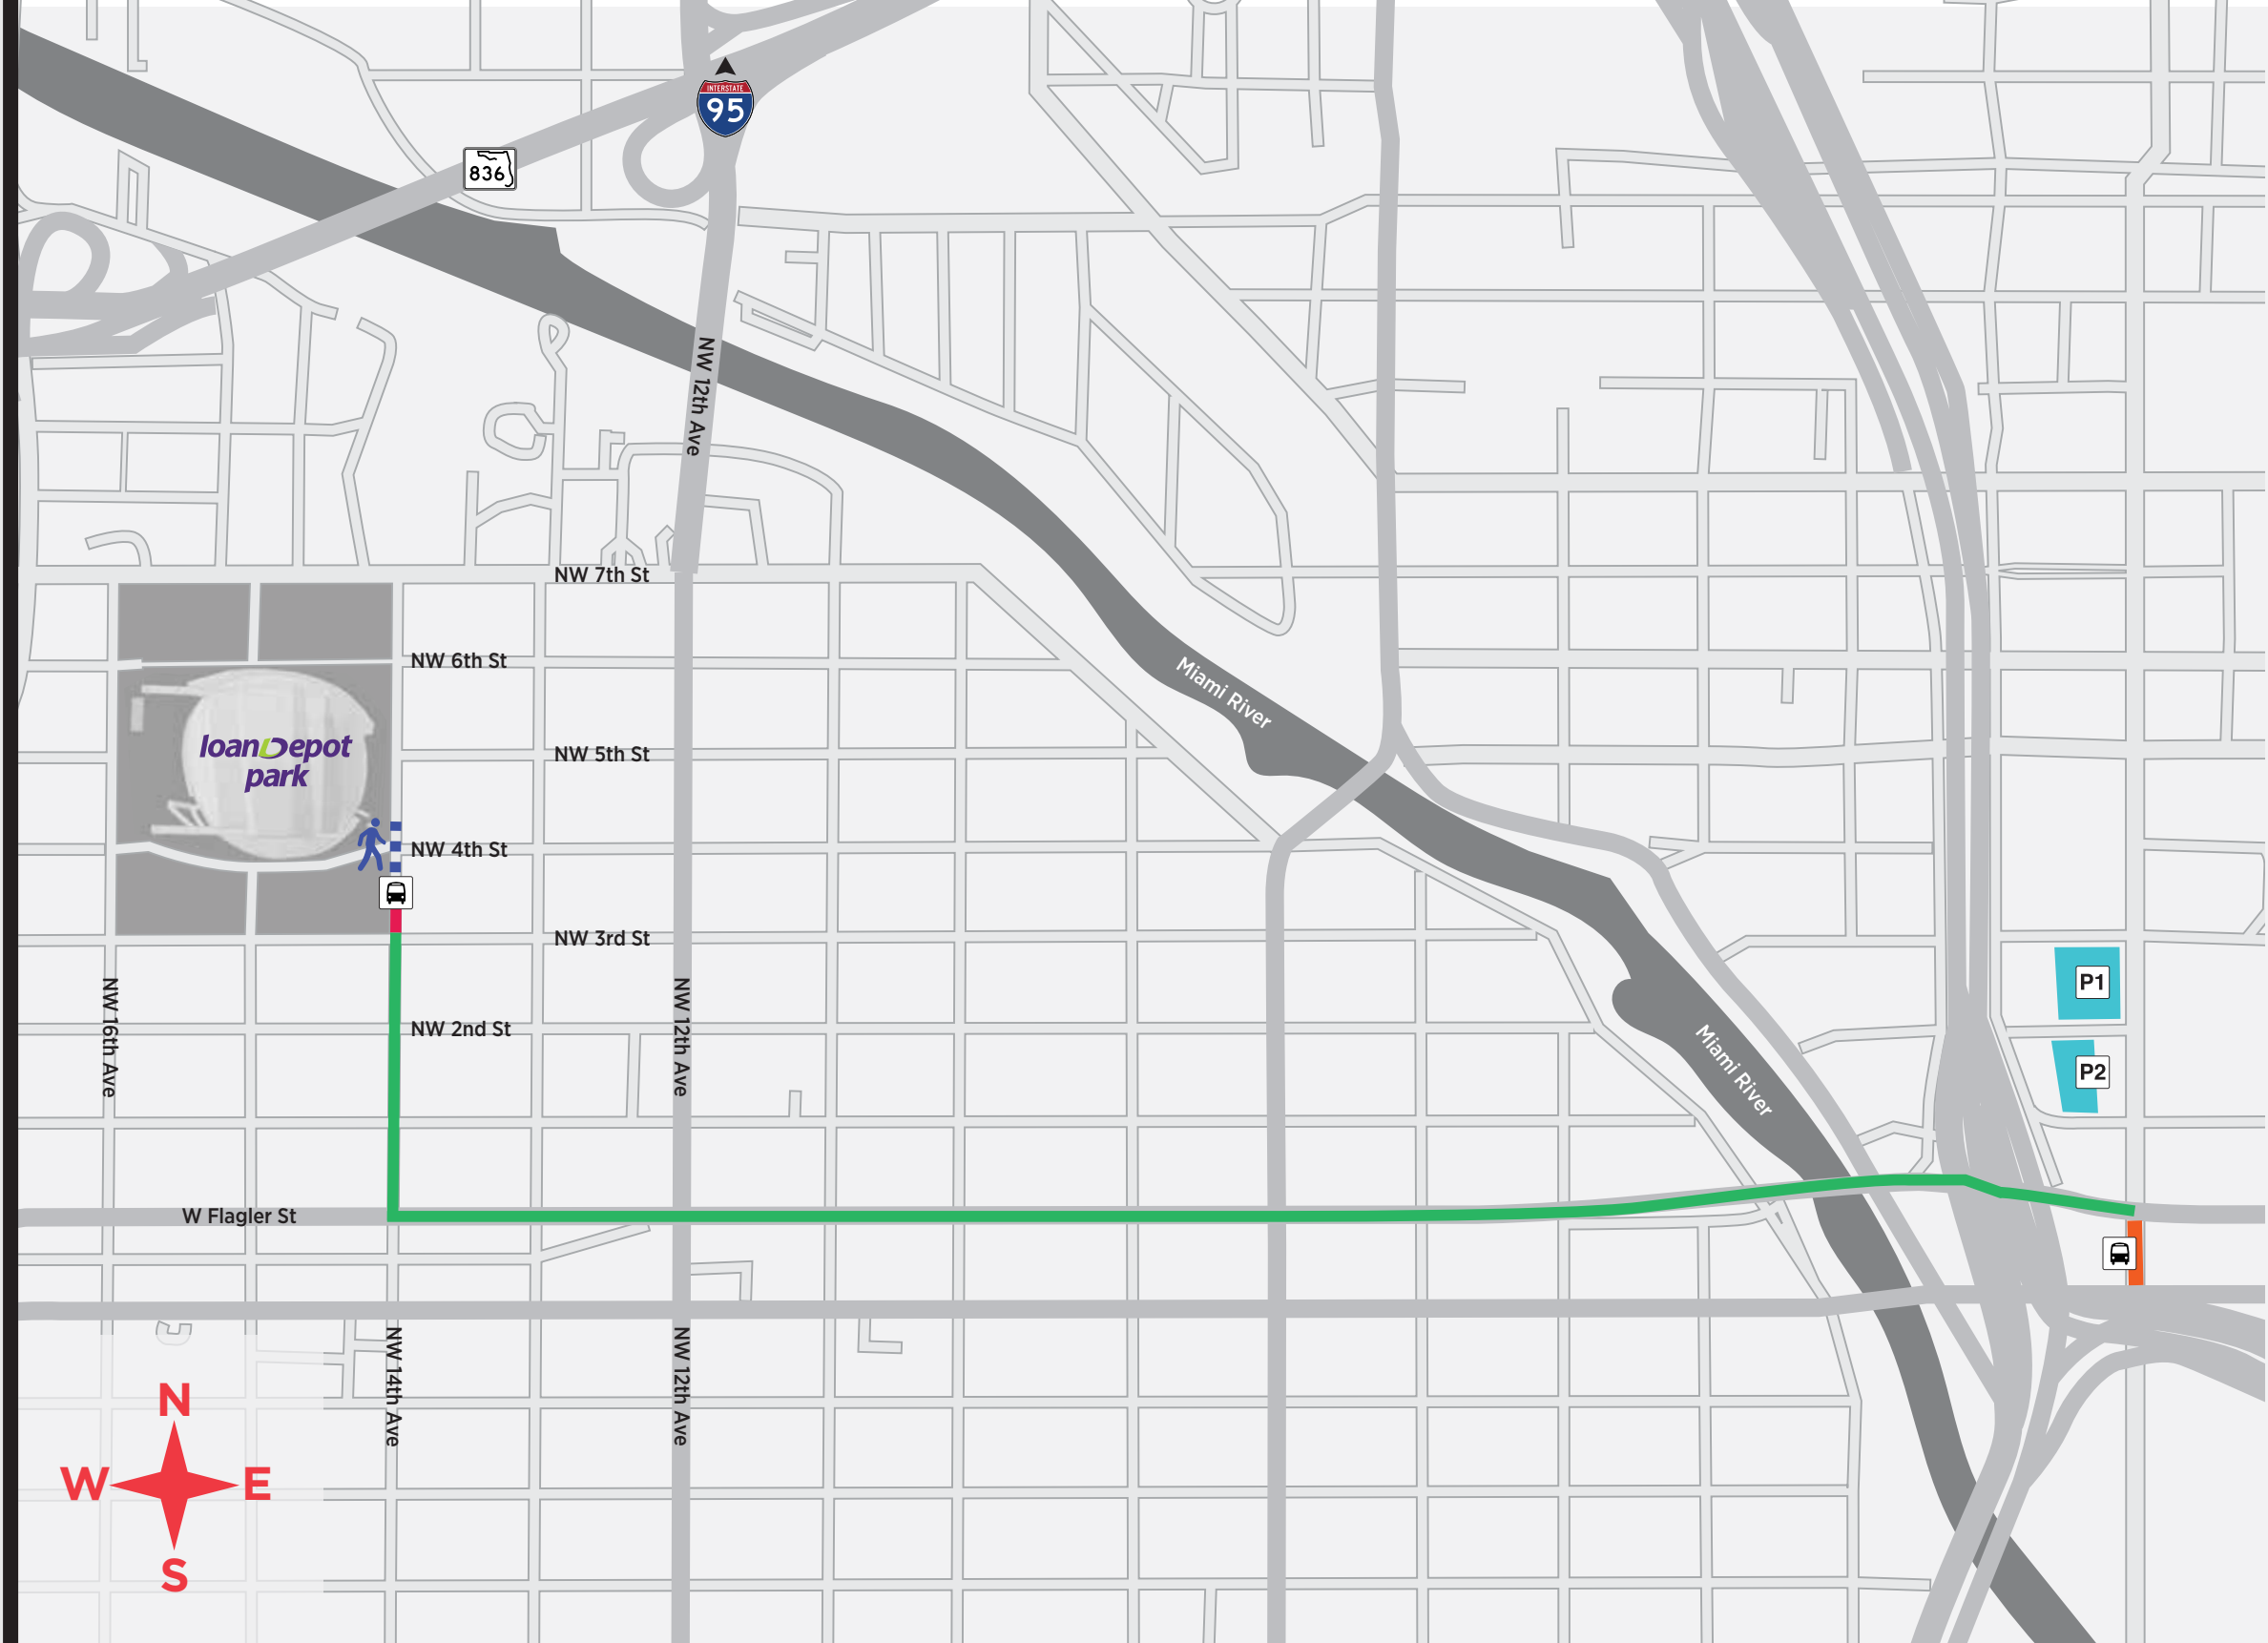 INTERSTATE
95
836
NW 12th Ave
NW 7th St
NW 6th St
Miami River
loanDepot
park
NW 5th St
NW 4th St
NW 3rd St
P1
NW 16th Ave
NW 12th Ave
NW 2nd St
Miami River
P2
W Flagler St
NW 14th Ave
NW 12th Ave
N
W E
S